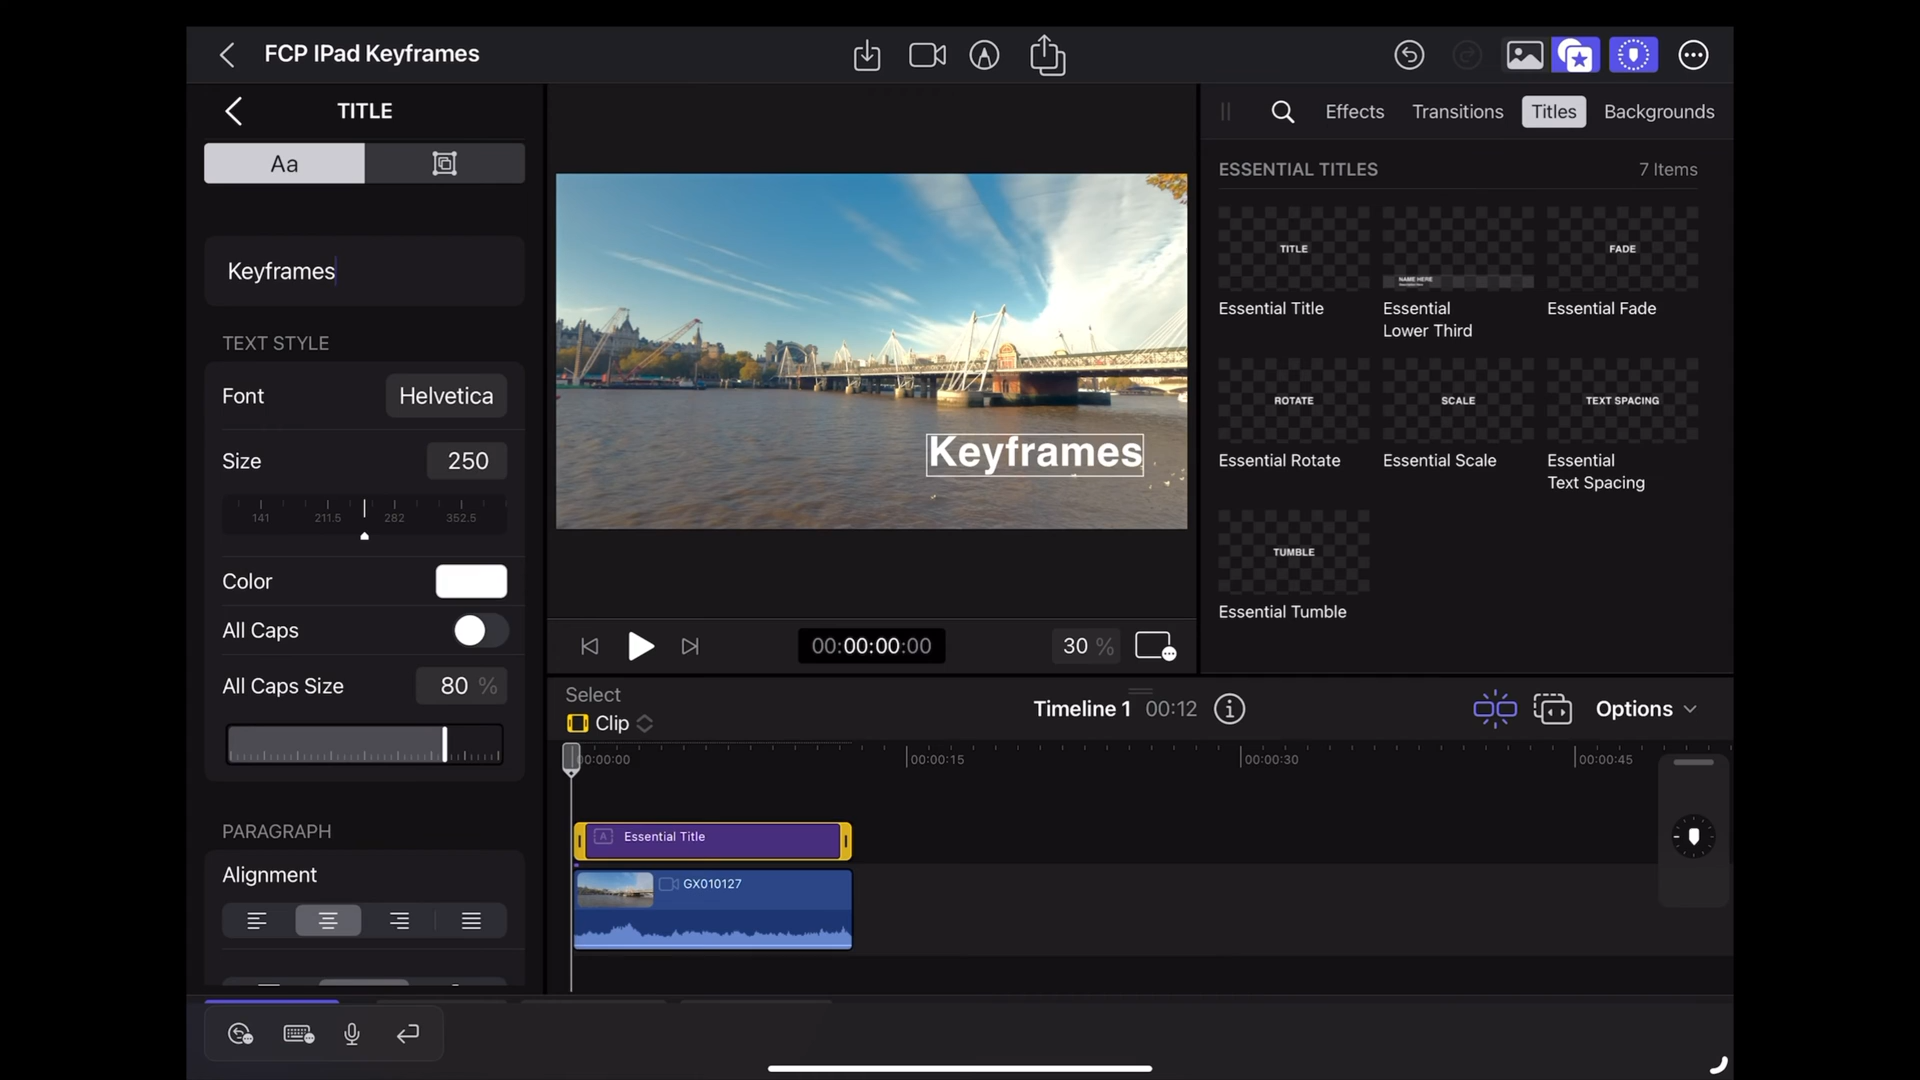 FCP IPad Keyframes
TITLE
Aa
Keyframes
TEXT STYLE
Font Helvetica
Size 250
141 211.5 282 352.5
Color
All Caps
All Caps Size 80 %
PARAGRAPH
Alignment
Keyframes
00:00:00:00
30 %
Effects Transitions Titles Backgrounds
ESSENTIAL TITLES 7 Items
TITLE
NAME HERE
FADE
Essential Title
Essential
Lower Third
Essential Fade
ROTATE
SCALE
TEXT SPACING
Essential Rotate
Essential Scale
Essential
Text Spacing
TUMBLE
Essential Tumble
Select
Clip
Timeline 1 00:12
Options
00:00:00
00:00:15
00:00:30
00:00:45
A Essential Title
GX010127